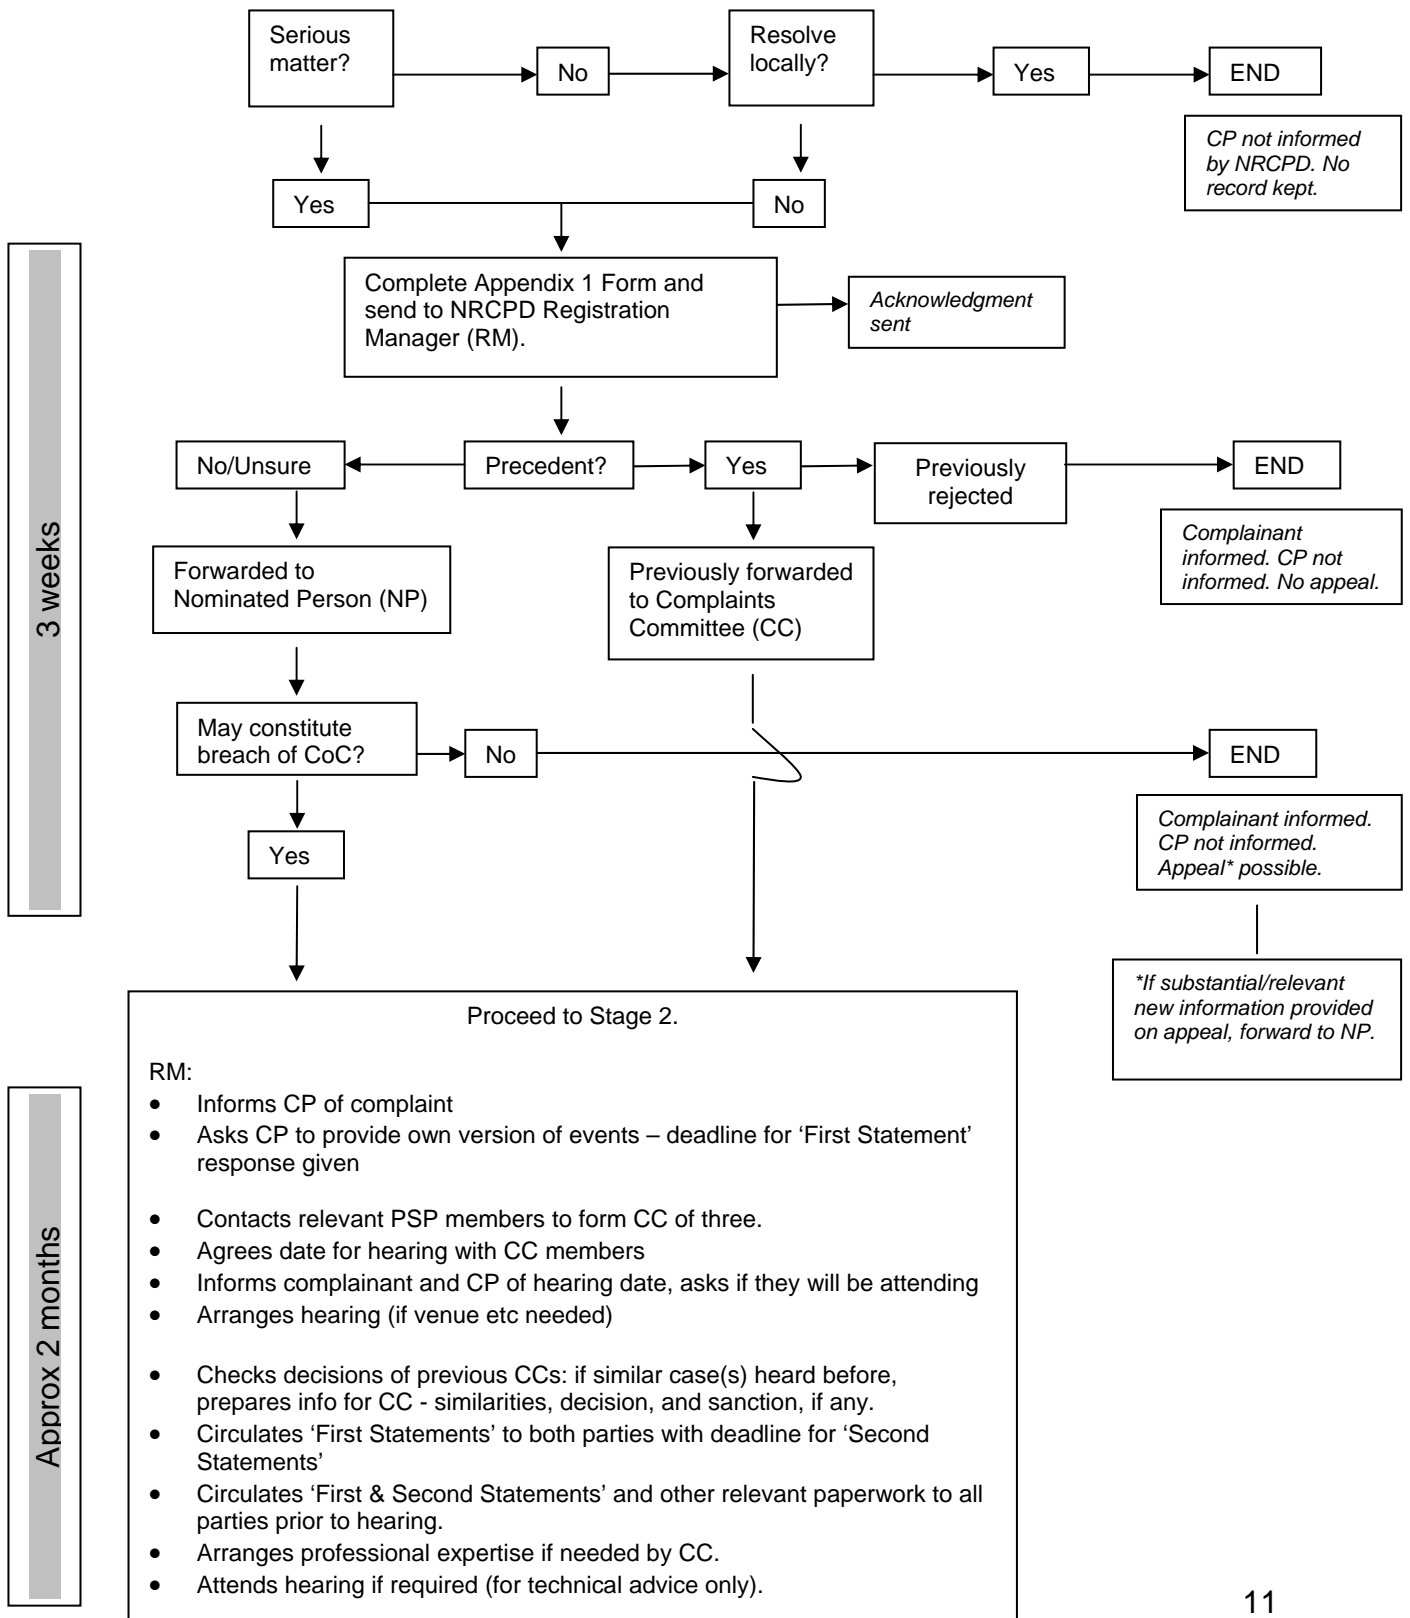 Serious
matter?
No
Resolve
locally?
Yes
END
CP not informed
by NRCPD. No
record kept.
Yes
No
Complete Appendix 1 Form and
send to NRCPD Registration
Manager (RM).
Acknowledgment
sent
3 weeks
No/Unsure
Precedent?
Yes
Previously
rejected
END
Complainant
informed. CP not
informed. No appeal.
Forwarded to
Nominated Person (NP)
Previously forwarded
to Complaints
Committee (CC)
May constitute
breach of CoC?
No
END
Complainant informed.
CP not informed.
Appeal* possible.
Yes
*If substantial/relevant
new information provided
on appeal, forward to NP.
Proceed to Stage 2.
RM:
• Informs CP of complaint
• Asks CP to provide own version of events – deadline for ‘First Statement’
response given
• Contacts relevant PSP members to form CC of three.
• Agrees date for hearing with CC members
• Informs complainant and CP of hearing date, asks if they will be attending
• Arranges hearing (if venue etc needed)
• Checks decisions of previous CCs: if similar case(s) heard before,
prepares info for CC - similarities, decision, and sanction, if any.
• Circulates ‘First Statements’ to both parties with deadline for ‘Second
Statements’
• Circulates ‘First & Second Statements’ and other relevant paperwork to all
parties prior to hearing.
• Arranges professional expertise if needed by CC.
• Attends hearing if required (for technical advice only).
Approx 2 months
11